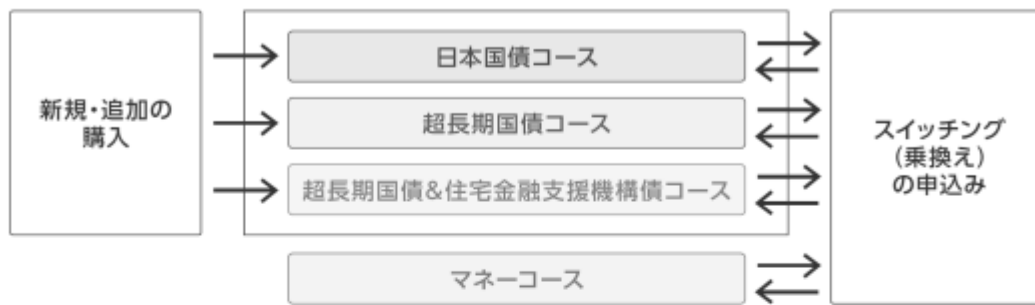 新規・追加の
購入
日本国債コース
超長期国債コース
超長期国債&住宅金融支援機構債コース
マネーコース
スイッチング
（乗換え）
の申込み